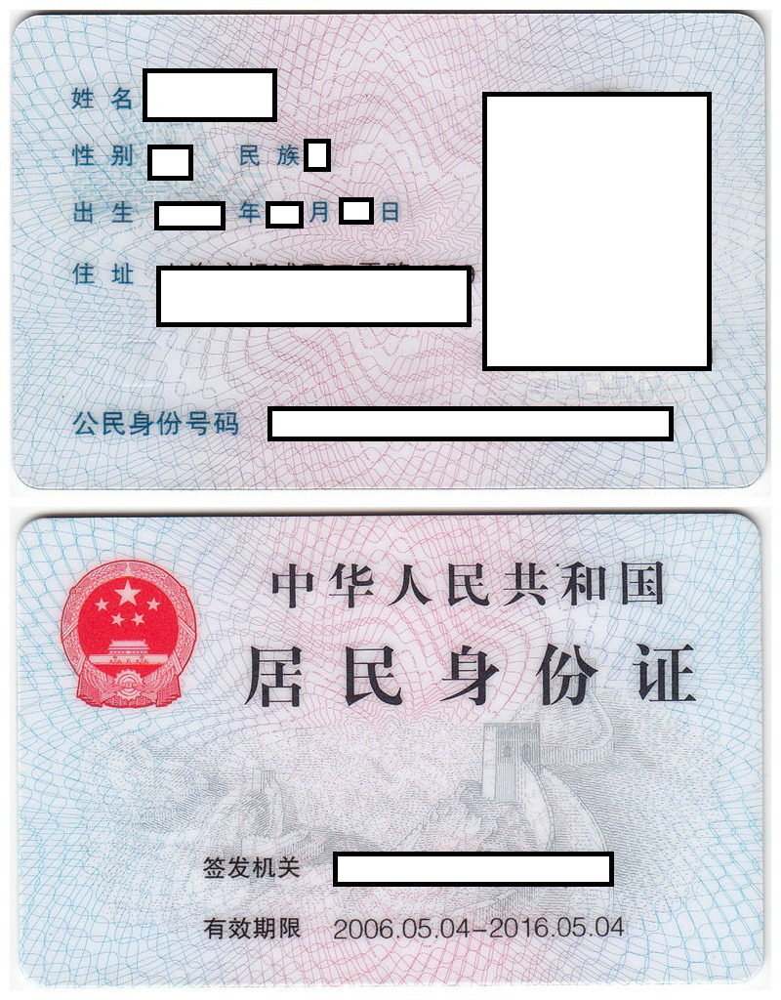 姓名
性别 民族
出生 年 月 日
住址
公民身份号码
中华人民共和国
居民身份证
签发机关
有效期限 2006.05.04-2016.05.04